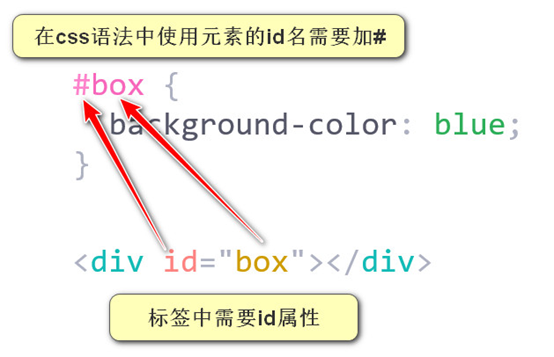 在css语法中使用元素的id名需要加#
#box {
background-color: blue;
}
<div id="box"></div>
标签中需要id属性